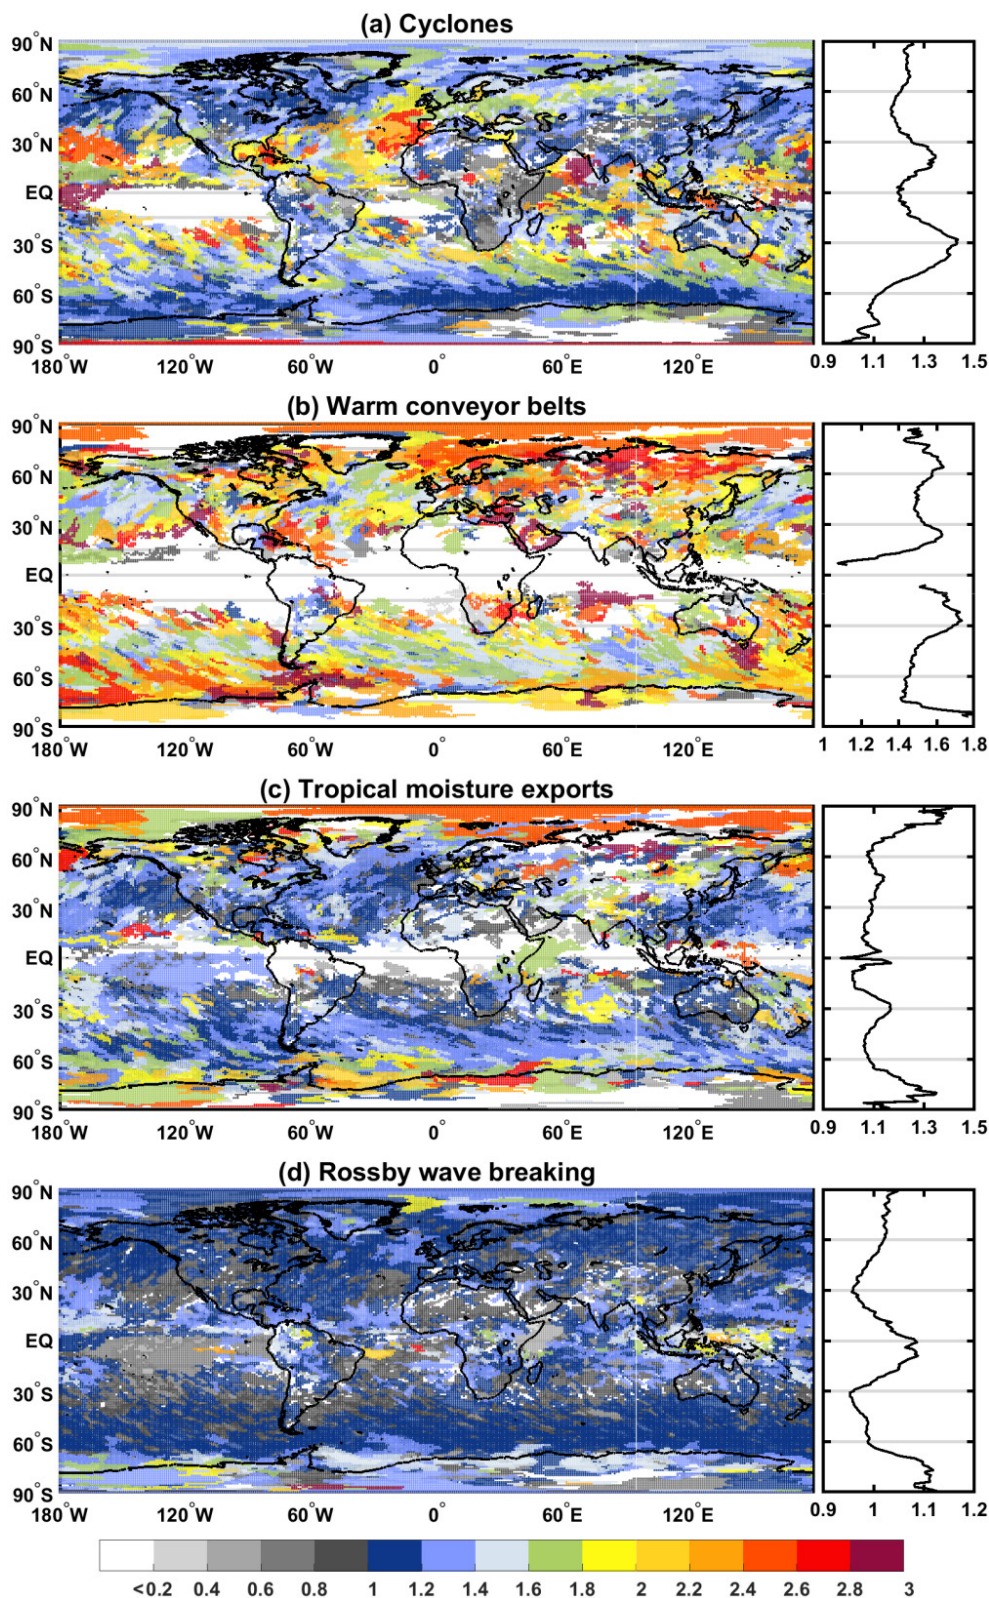 (a) Cyclones
90°N
60°N
30°N
EQ
30°S
60°S
90°S
180°W 120°W 60°W 0° 60°E 120°E
0.9 1.1 1.3 1.5
(b) Warm conveyor belts
90°N
60°N
30°N
EQ
30°S
60°S
90°S
180°W 120°W 60°W 0° 60°E 120°E
1 1.2 1.4 1.6 1.8
(c) Tropical moisture exports
90°N
60°N
30°N
EQ
30°S
60°S
90°S
180°W 120°W 60°W 0° 60°E 120°E
0.9 1.1 1.3 1.5
(d) Rossby wave breaking
90°N
60°N
30°N
EQ
30°S
60°S
90°S
180°W 120°W 60°W 0° 60°E 120°E
0.9 1 1.1 1.2
<0.2 0.4 0.6 0.8 1 1.2 1.4 1.6 1.8 2 2.2 2.4 2.6 2.8 3